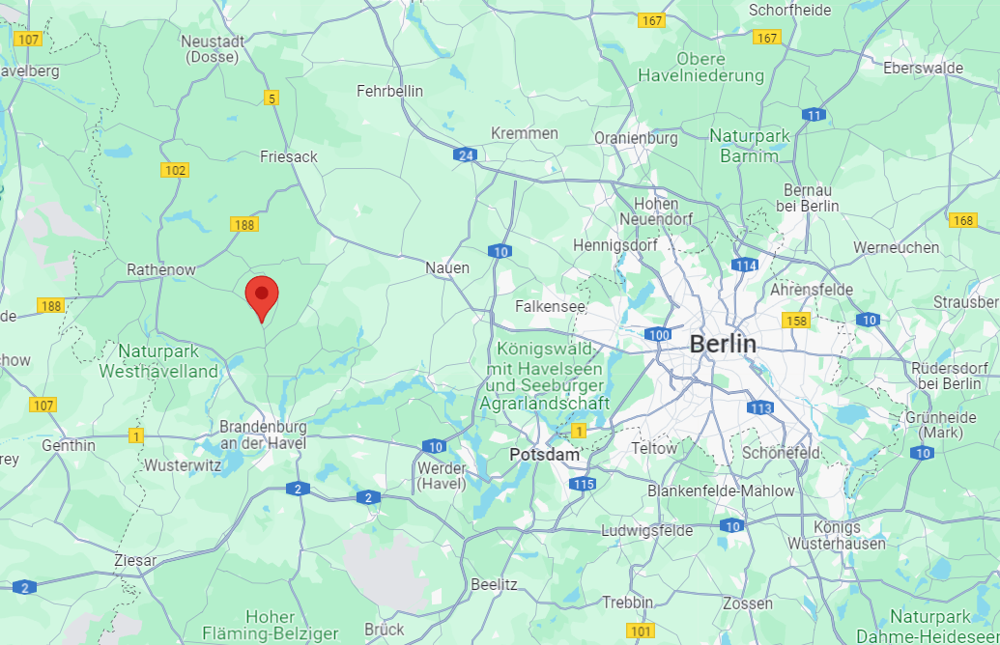 167
Schorfheide
107
Neustadt
(Dosse)
167
Obere
Havelniederung
avelberg
Eberswalde
Fehrbellin
5
11
Kremmen
Oranienburg
Naturpark
Barnim
24
Friesack
102
Bernau
bei Berlin
Hohen
Neuendorf
188
168
10
Hennigsdorf
Werneuchen
Rathenow
Nauen
114
Ahrensfelde
188
de
Falkensee
Strausber
158
10
100
Berlin
Naturpark
Westhavelland
Königswald
mit Havelseen
und Seeburger
Agrarlandschaft
chow
Rüdersdorf
bei Berlin
107
113
Brandenburg
an der Havel
1
1
Grünheide
(Mark)
Genthin
10
Potsdam
Teltow
Schönefeld
10
rey
Wusterwitz
Werder
(Havel)
2
2
115
Blankenfelde-Mahlow
Ludwigsfelde
10
Königs
Wusterhausen
Ziesar
2
Beelitz
Trebbin
Zossen
Hoher
Fläming-Belziger
Brück
101
Naturpark
Dahme-Heidesee